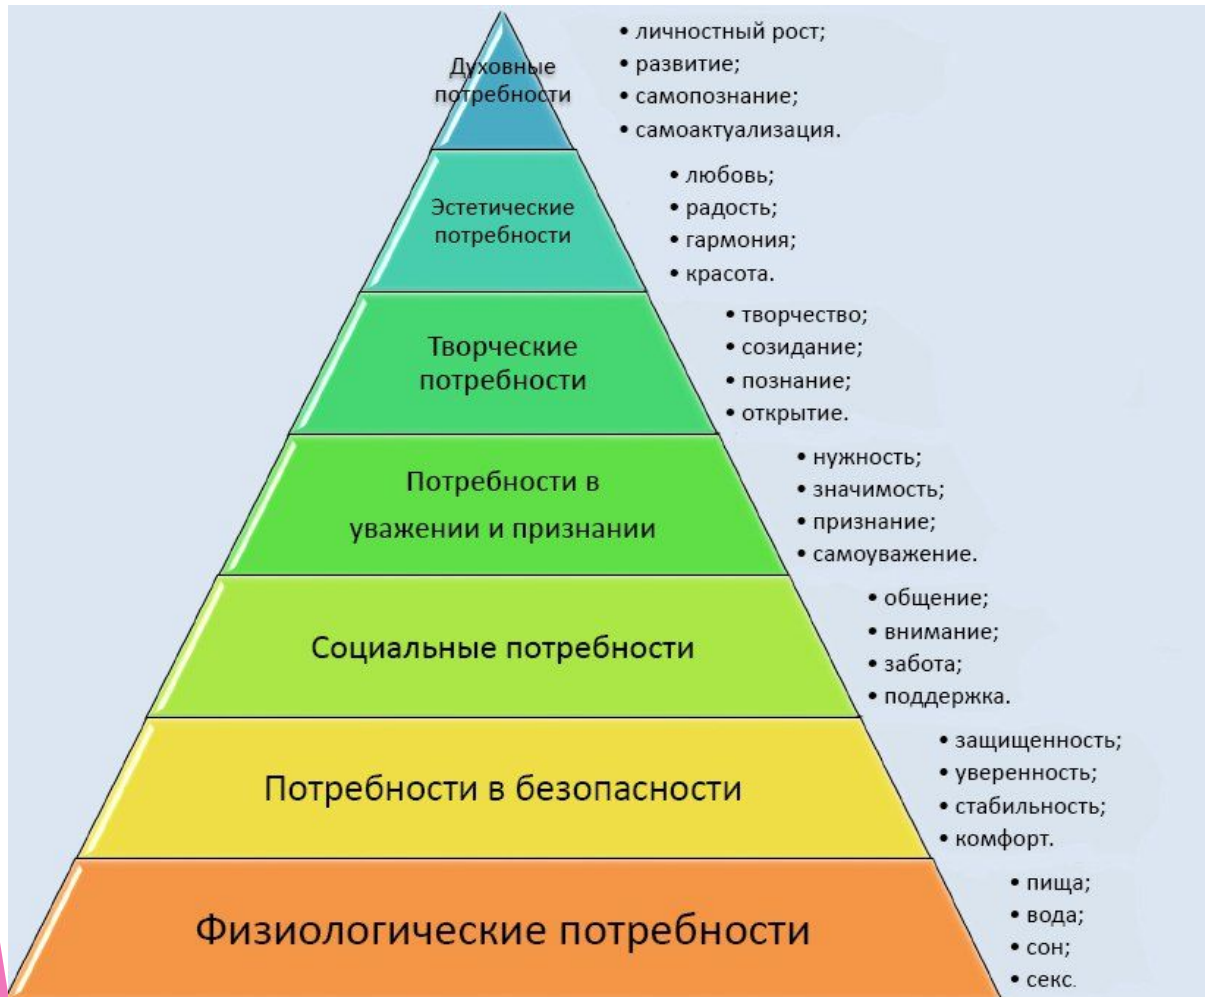 Духовные
потребности
• личностный рост;
• развитие;
• самопознание;
• самоактуализация.
Эстетические
потребности
• любовь;
• радость;
• гармония;
• красота.
Творческие
потребности
• творчество;
• созидание;
• познание;
• открытие.
Потребности в
уважении и признании
• нужность;
• значимость;
• признание;
• самоуважение.
Социальные потребности
• общение;
• внимание;
• забота;
• поддержка.
Потребности в безопасности
• защищенность;
• уверенность;
• стабильность;
• комфорт.
Физиологические потребности
• пища;
• вода;
• сон;
• секс.